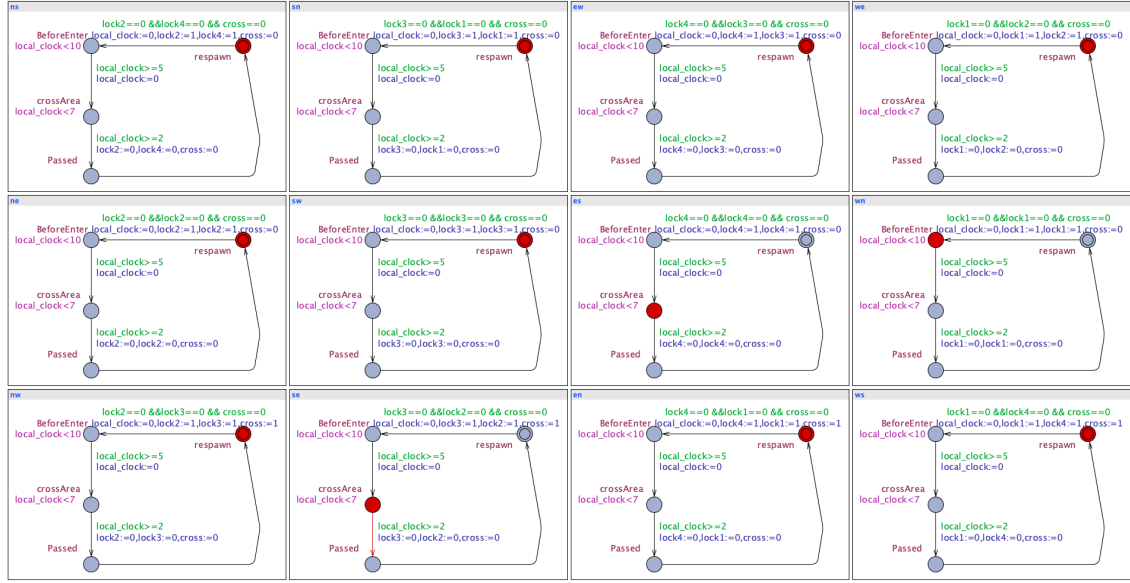 ns
lock2==0 &&lock4==0 && cross==0
BeforeEnter local_clock:=0,lock2:=1,lock4:=1,cross:=0
local_clock<10
respawn
local_clock>=5
local_clock:=0
crossArea
local_clock<7
local_clock>=2
lock2:=0,lock4:=0,cross:=0
Passed
sn
lock3==0 &&lock1==0 && cross==0
BeforeEnter local_clock:=0,lock3:=1,lock1:=1,cross:=0
local_clock<10
respawn
local_clock>=5
local_clock:=0
crossArea
local_clock<7
local_clock>=2
lock3:=0,lock1:=0,cross:=0
Passed
ew
lock4==0 &&lock3==0 && cross==0
BeforeEnter local_clock:=0,lock4:=1,lock3:=1,cross:=0
local_clock<10
respawn
local_clock>=5
local_clock:=0
crossArea
local_clock<7
local_clock>=2
lock4:=0,lock3:=0,cross:=0
Passed
we
lock1==0 &&lock2==0 && cross==0
BeforeEnter local_clock:=0,lock1:=1,lock2:=1,cross:=0
local_clock<10
respawn
local_clock>=5
local_clock:=0
crossArea
local_clock<7
local_clock>=2
lock1:=0,lock2:=0,cross:=0
Passed
ne
lock2==0 &&lock2==0 && cross==0
BeforeEnter local_clock:=0,lock2:=1,lock2:=1,cross:=0
local_clock<10
respawn
local_clock>=5
local_clock:=0
crossArea
local_clock<7
local_clock>=2
lock2:=0,lock2:=0,cross:=0
Passed
sw
lock3==0 &&lock3==0 && cross==0
BeforeEnter local_clock:=0,lock3:=1,lock3:=1,cross:=0
local_clock<10
respawn
local_clock>=5
local_clock:=0
crossArea
local_clock<7
local_clock>=2
lock3:=0,lock3:=0,cross:=0
Passed
es
lock4==0 &&lock4==0 && cross==0
BeforeEnter local_clock:=0,lock4:=1,lock4:=1,cross:=0
local_clock<10
respawn
local_clock>=5
local_clock:=0
crossArea
local_clock<7
local_clock>=2
lock4:=0,lock4:=0,cross:=0
Passed
wn
lock1==0 &&lock1==0 && cross==0
BeforeEnter local_clock:=0,lock1:=1,lock1:=1,cross:=0
local_clock<10
respawn
local_clock>=5
local_clock:=0
crossArea
local_clock<7
local_clock>=2
lock1:=0,lock1:=0,cross:=0
Passed
nw
lock2==0 &&lock3==0 && cross==0
BeforeEnter local_clock:=0,lock2:=1,lock3:=1,cross:=1
local_clock<10
respawn
local_clock>=5
local_clock:=0
crossArea
local_clock<7
local_clock>=2
lock2:=0,lock3:=0,cross:=0
Passed
se
lock3==0 &&lock2==0 && cross==0
BeforeEnter local_clock:=0,lock3:=1,lock2:=1,cross:=1
local_clock<10
respawn
local_clock>=5
local_clock:=0
crossArea
local_clock<7
local_clock>=2
lock3:=0,lock2:=0,cross:=0
Passed
en
lock4==0 &&lock1==0 && cross==0
BeforeEnter local_clock:=0,lock4:=1,lock1:=1,cross:=1
local_clock<10
respawn
local_clock>=5
local_clock:=0
crossArea
local_clock<7
local_clock>=2
lock4:=0,lock1:=0,cross:=0
Passed
ws
lock1==0 &&lock4==0 && cross==0
BeforeEnter local_clock:=0,lock1:=1,lock4:=1,cross:=1
local_clock<10
respawn
local_clock>=5
local_clock:=0
crossArea
local_clock<7
local_clock>=2
lock1:=0,lock4:=0,cross:=0
Passed